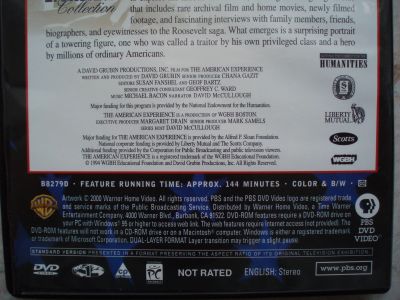 Collection
that includes rare archival film and home movies, newly filmed
footage, and fascinating interviews with family members, friends,
biographers, and eyewitnesses to the Roosevelt saga. What emerges is a surprising portrait
of a towering figure, one who was called a traitor by his own privileged class and a hero
by millions of ordinary Americans.
A DAVID GRUBIN PRODUCTIONS, INC. FILM FOR THE AMERICAN EXPERIENCE
WRITTEN AND PRODUCED BY DAVID GRUBIN SENIOR PRODUCER CHANA GAZIT
EDITORS SUSAN FANSHEL AND GEOF BARTZ
SENIOR CREATIVE CONSULTANT GEOFFREY C. WARD
MUSIC MICHAEL BACON NARRATOR DAVID McCULLOUGH
Major funding for this program is provided by the National Endowment for the Humanities.
THE AMERICAN EXPERIENCE IS A PRODUCTION OF WGBH BOSTON.
EXECUTIVE PRODUCER MARGARET DRAIN SENIOR PRODUCER MARK SAMELS
SERIES HOST DAVID McCULLOUGH
Major funding for THE AMERICAN EXPERIENCE is provided by the Alfred P. Sloan Foundation.
National corporate funding is provided by Liberty Mutual and The Scotts Company.
Additional funding provided by the Corporation for Public Broadcasting and public television viewers.
THE AMERICAN EXPERIENCE is a registered trademark of the WGBH Educational Foundation.
© 1994 WGBH Educational Foundation and David Grubin Productions, Inc. All Rights Reserved.
HUMANITIES
LIBERTY
MUTUAL
Scotts
WGBH
B8279D · FEATURE RUNNING TIME: APPROX. 144 MINUTES · COLOR & B/W
Artwork © 2000 Warner Home Video. All rights reserved. PBS and the PBS Video logo are registered trade
and service marks of the Public Broadcasting Service. Distributed by Warner Home Video, a Time Warner
Entertainment Company, 4000 Warner Blvd., Burbank, CA 91522. DVD-ROM features require a DVD-ROM drive on
your PC with Windows 95 or higher to access web link. The web features require Internet access (not provided).
DVD-ROM features will not work in a CD-ROM drive or a Macintosh® computer. Windows is either a registered trademark
or trademark of Microsoft Corporation. DUAL-LAYER FORMAT Layer transition may trigger a slight pause.
PBS
DVD
VIDEO
STANDARD VERSION PRESENTED IN A FORMAT PRESERVING THE ASPECT RATIO OF ITS ORIGINAL TELEVISION EXHIBITION.
DVD
VIDEO
NOT RATED
ENGLISH: Stereo
www.pbs.org